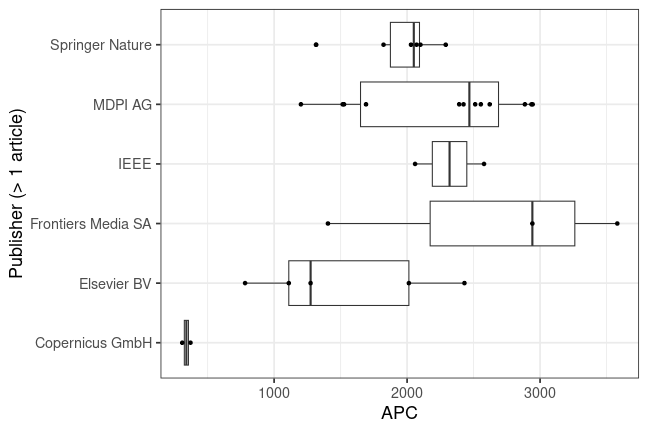 Publisher (> 1 article)
Springer Nature
MDPI AG
IEEE
Frontiers Media SA
Elsevier BV
Copernicus GmbH
1000 2000 3000
APC